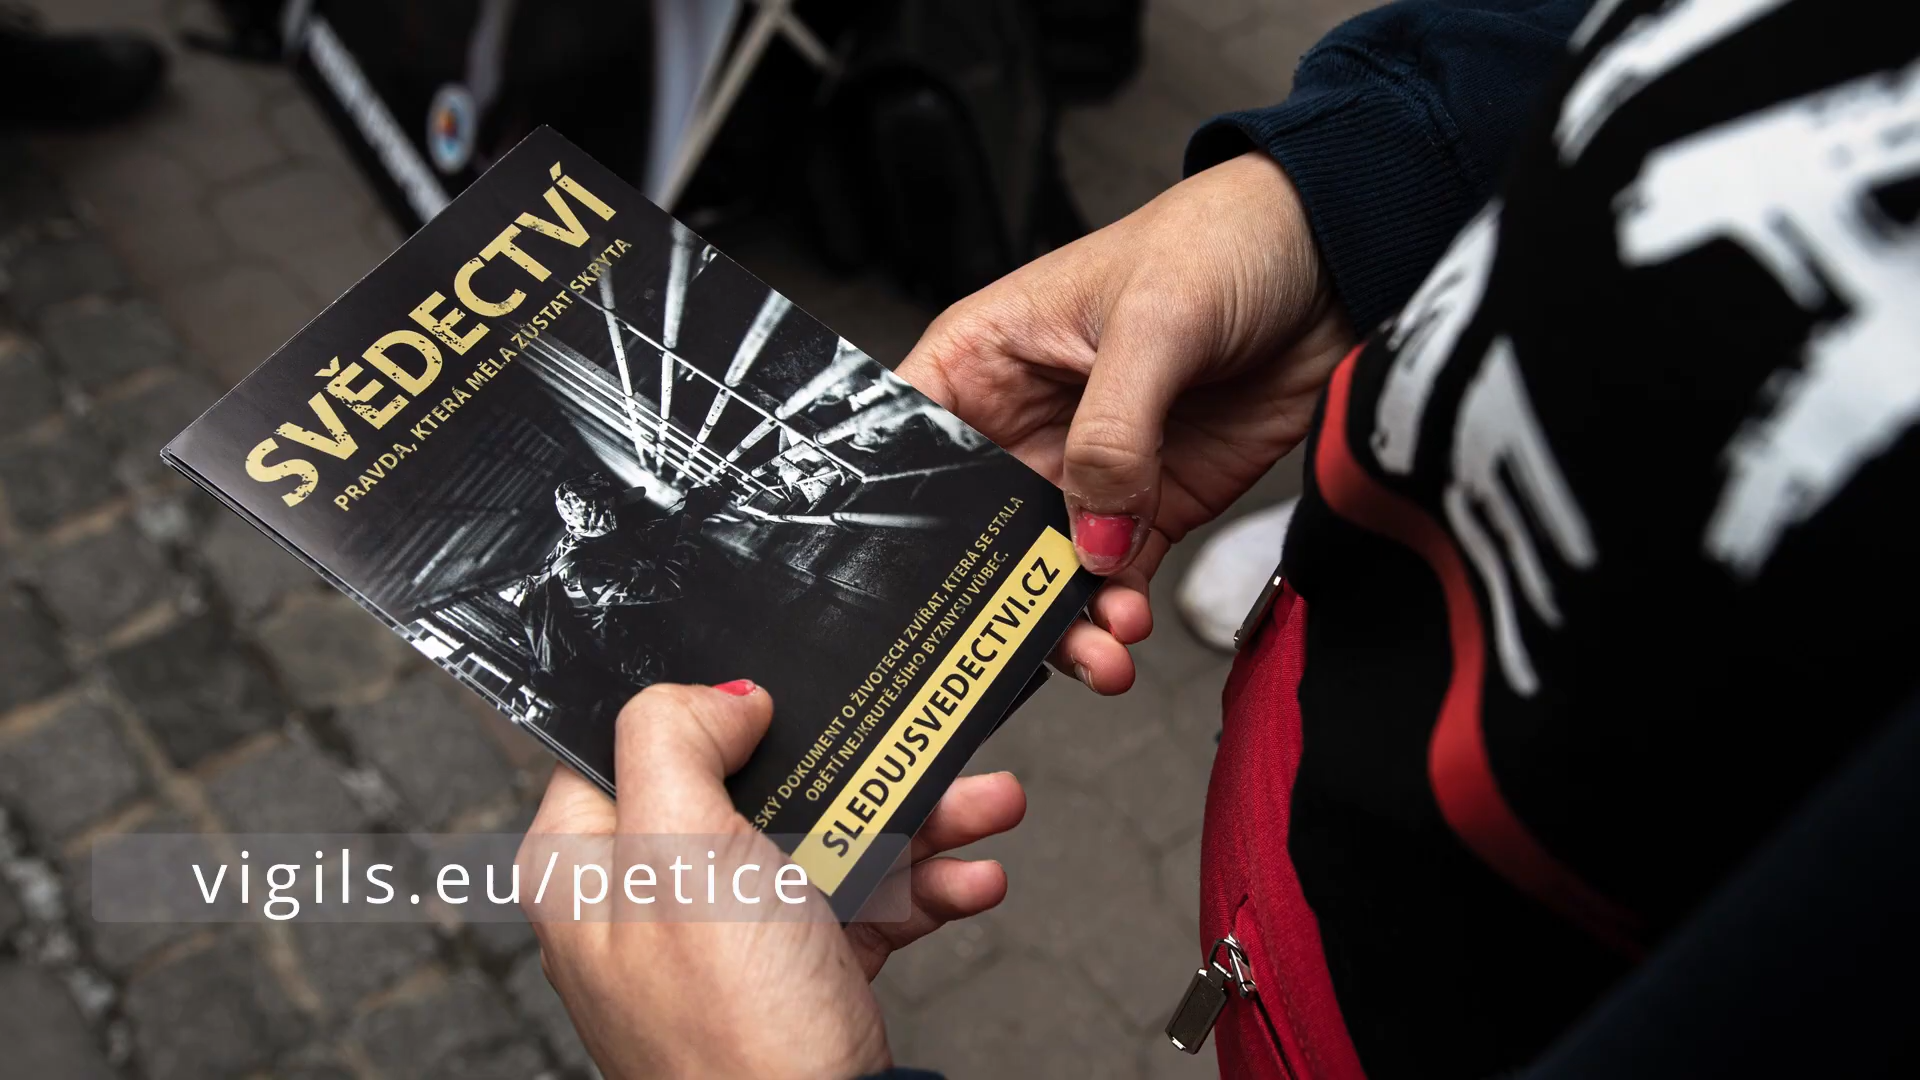 SVĚDECTVÍ
PRAVDA, KTERÁ MĚLA ZŮSTAT SKRYTA
ČESKÝ DOKUMENT O ŽIVOTECH ZVÍŘAT, KTERÁ SE STALA
OBĚTÍ NEJKRUTĚJŠÍHO BYZNYSU VŮBEC.
SLEDUJSVEDECTVI.CZ
vigils.eu/petice